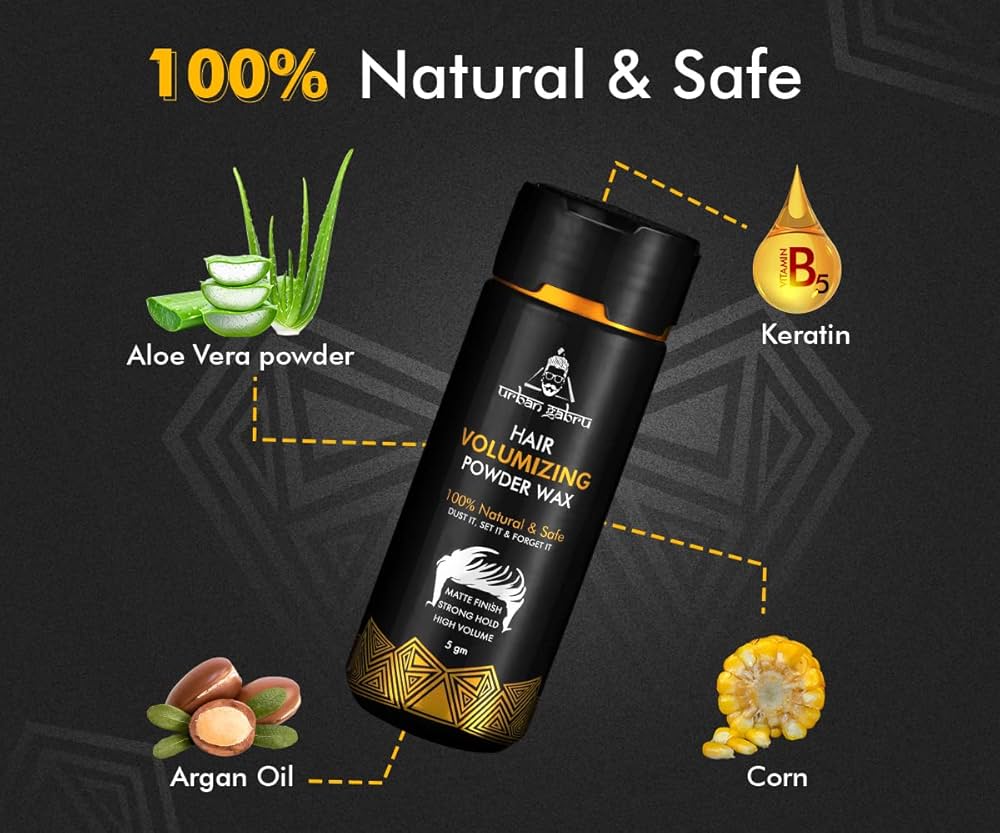 100% Natural & Safe
VITAMIN
B5
Keratin
Aloe Vera powder
urban gabru
HAIR
VOLUMIZING
POWDER WAX
100% Natural & Safe
DUST IT, SET IT & FORGET IT
MATTE FINISH
STRONG HOLD
HIGH VOLUME
5 gm
Argan Oil
Corn